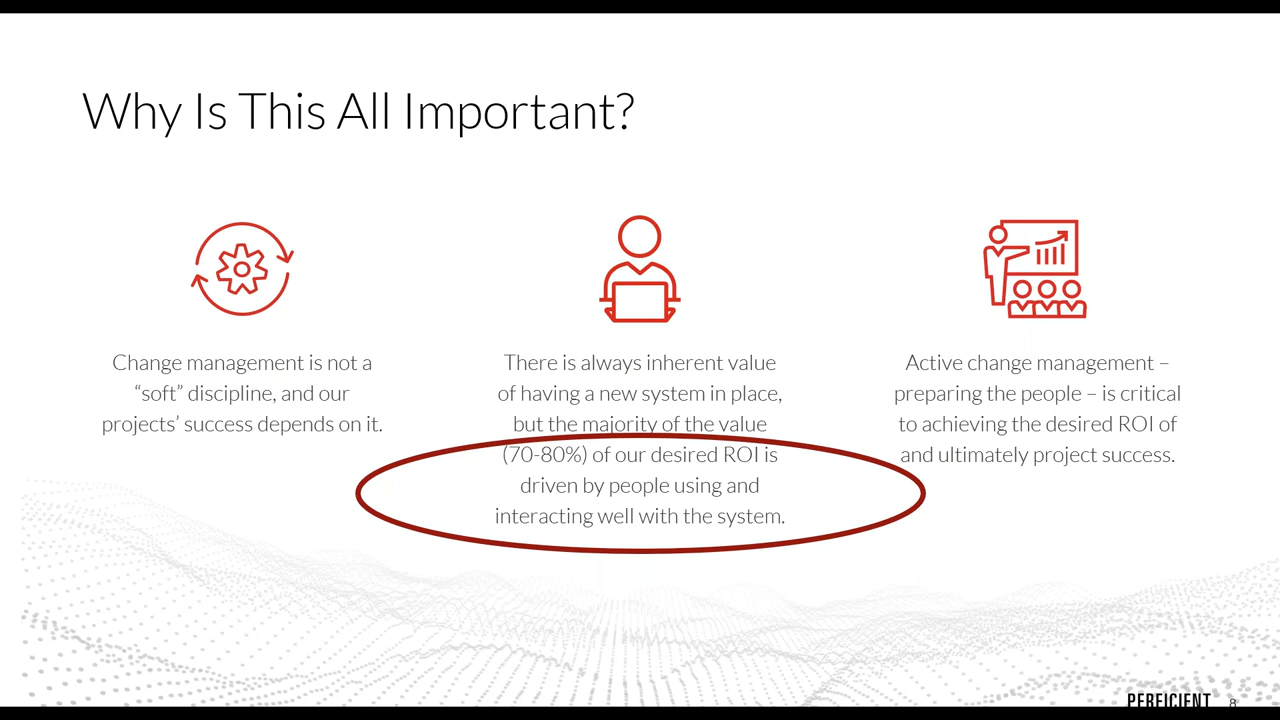 Why Is This All Important?
Change management is not a
“soft” discipline, and our
projects’ success depends on it.
There is always inherent value
of having a new system in place,
but the majority of the value
(70-80%) of our desired ROI is
driven by people using and
interacting well with the system.
Active change management –
preparing the people – is critical
to achieving the desired ROI of
and ultimately project success.
PERFICIENT 8